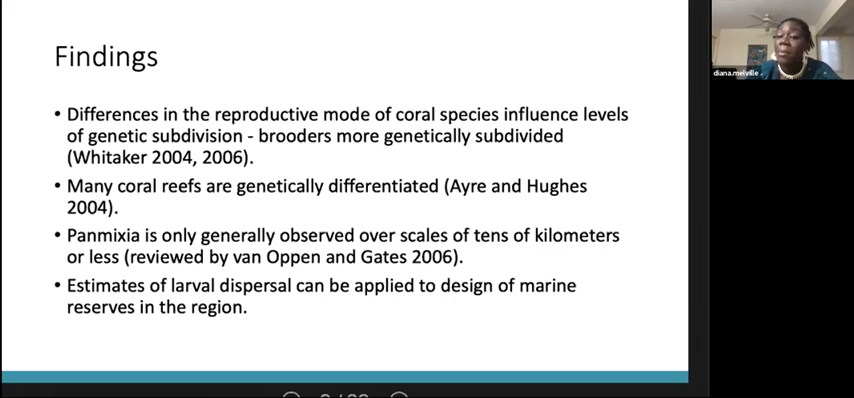 Findings
• Differences in the reproductive mode of coral species influence levels
of genetic subdivision - brooders more genetically subdivided
(Whitaker 2004, 2006).
• Many coral reefs are genetically differentiated (Ayre and Hughes
2004).
• Panmixia is only generally observed over scales of tens of kilometers
or less (reviewed by van Oppen and Gates 2006).
• Estimates of larval dispersal can be applied to design of marine
reserves in the region.
diana.melville